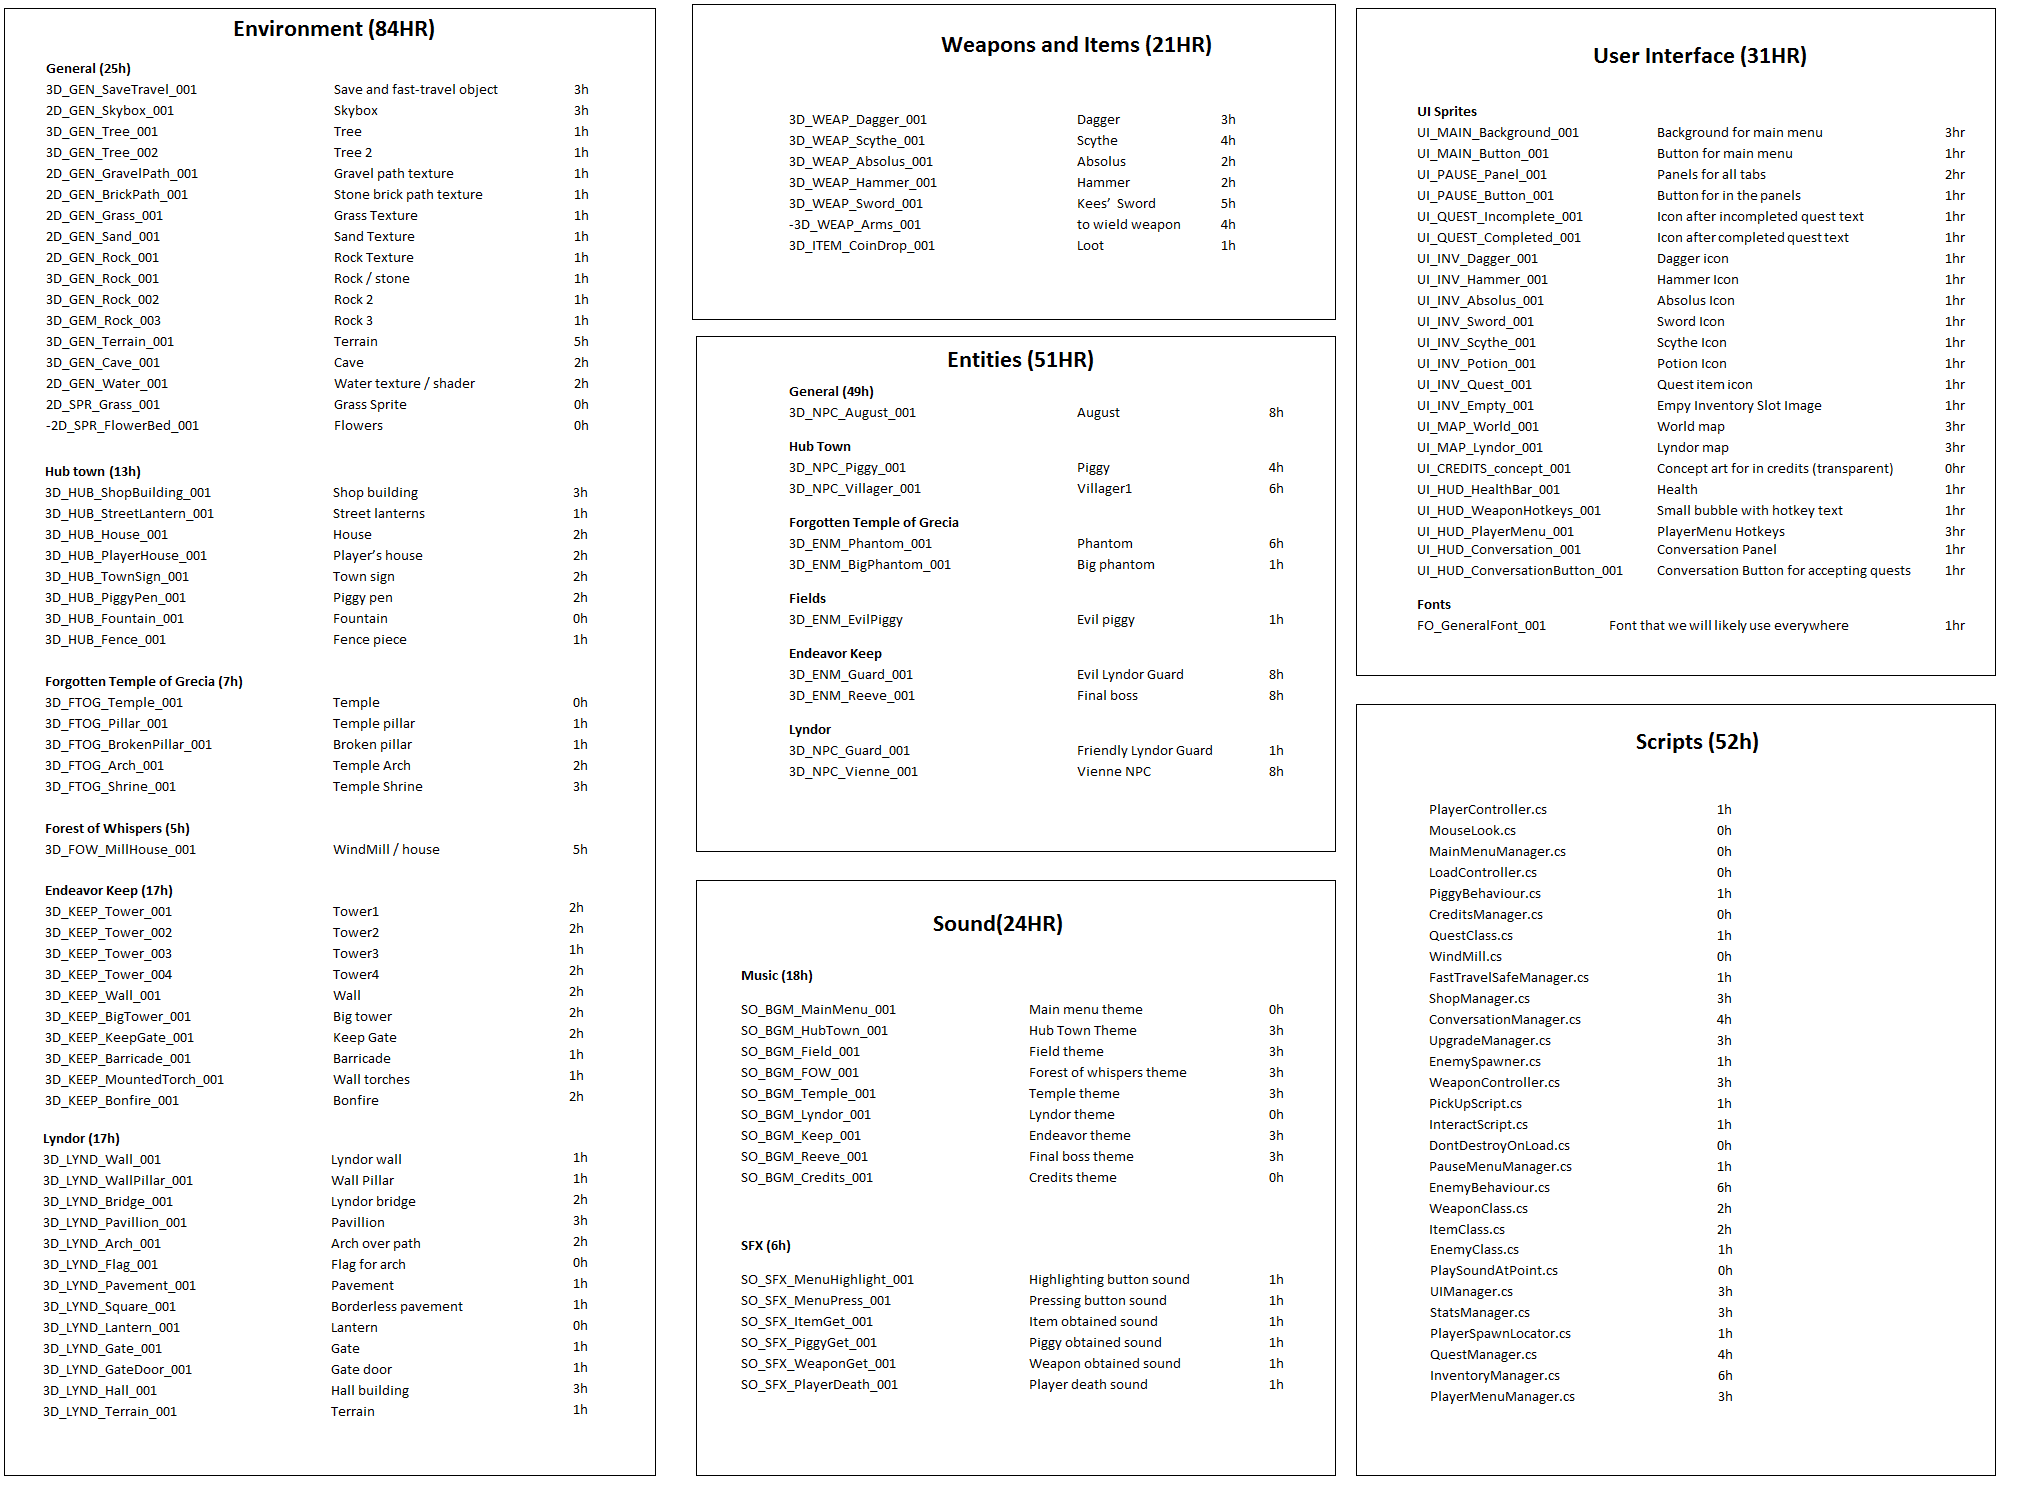 Environment (84HR)
General (25h)
3D_GEN_SaveTravel_001 Save and fast-travel object 3h
2D_GEN_Skybox_001 Skybox 3h
3D_GEN_Tree_001 Tree 1h
3D_GEN_Tree_002 Tree 2 1h
2D_GEN_GravelPath_001 Gravel path texture 1h
2D_GEN_BrickPath_001 Stone brick path texture 1h
2D_GEN_Grass_001 Grass Texture 1h
2D_GEN_Sand_001 Sand Texture 1h
2D_GEN_Rock_001 Rock Texture 1h
3D_GEN_Rock_001 Rock / stone 1h
3D_GEN_Rock_002 Rock 2 1h
3D_GEM_Rock_003 Rock 3 1h
3D_GEN_Terrain_001 Terrain 5h
3D_GEN_Cave_001 Cave 2h
2D_GEN_Water_001 Water texture / shader 2h
2D_SPR_Grass_001 Grass Sprite 0h
-2D_SPR_FlowerBed_001 Flowers 0h
Hub town (13h)
3D_HUB_ShopBuilding_001 Shop building 3h
3D_HUB_StreetLantern_001 Street lanterns 1h
3D_HUB_House_001 House 2h
3D_HUB_PlayerHouse_001 Player’s house 2h
3D_HUB_TownSign_001 Town sign 2h
3D_HUB_PiggyPen_001 Piggy pen 2h
3D_HUB_Fountain_001 Fountain 0h
3D_HUB_Fence_001 Fence piece 1h
Forgotten Temple of Grecia (7h)
3D_FTOG_Temple_001 Temple 0h
3D_FTOG_Pillar_001 Temple pillar 1h
3D_FTOG_BrokenPillar_001 Broken pillar 1h
3D_FTOG_Arch_001 Temple Arch 2h
3D_FTOG_Shrine_001 Temple Shrine 3h
Forest of Whispers (5h)
3D_FOW_MillHouse_001 WindMill / house 5h
Endeavor Keep (17h)
3D_KEEP_Tower_001 Tower1 2h
3D_KEEP_Tower_002 Tower2 2h
3D_KEEP_Tower_003 Tower3 1h
3D_KEEP_Tower_004 Tower4 2h
3D_KEEP_Wall_001 Wall 2h
3D_KEEP_BigTower_001 Big tower 2h
3D_KEEP_KeepGate_001 Keep Gate 2h
3D_KEEP_Barricade_001 Barricade 1h
3D_KEEP_MountedTorch_001 Wall torches 1h
3D_KEEP_Bonfire_001 Bonfire 2h
Lyndor (17h)
3D_LYND_Wall_001 Lyndor wall 1h
3D_LYND_WallPillar_001 Wall Pillar 1h
3D_LYND_Bridge_001 Lyndor bridge 2h
3D_LYND_Pavillion_001 Pavillion 3h
3D_LYND_Arch_001 Arch over path 2h
3D_LYND_Flag_001 Flag for arch 0h
3D_LYND_Pavement_001 Pavement 1h
3D_LYND_Square_001 Borderless pavement 1h
3D_LYND_Lantern_001 Lantern 0h
3D_LYND_Gate_001 Gate 1h
3D_LYND_GateDoor_001 Gate door 1h
3D_LYND_Hall_001 Hall building 3h
3D_LYND_Terrain_001 Terrain 1h
Weapons and Items (21HR)
3D_WEAP_Dagger_001 Dagger 3h
3D_WEAP_Scythe_001 Scythe 4h
3D_WEAP_Absolus_001 Absolus 2h
3D_WEAP_Hammer_001 Hammer 2h
3D_WEAP_Sword_001 Kees’ Sword 5h
-3D_WEAP_Arms_001 to wield weapon 4h
3D_ITEM_CoinDrop_001 Loot 1h
Entities (51HR)
General (49h)
3D_NPC_August_001 August 8h
Hub Town
3D_NPC_Piggy_001 Piggy 4h
3D_NPC_Villager_001 Villager1 6h
Forgotten Temple of Grecia
3D_ENM_Phantom_001 Phantom 6h
3D_ENM_BigPhantom_001 Big phantom 1h
Fields
3D_ENM_EvilPiggy Evil piggy 1h
Endeavor Keep
3D_ENM_Guard_001 Evil Lyndor Guard 8h
3D_ENM_Reeve_001 Final boss 8h
Lyndor
3D_NPC_Guard_001 Friendly Lyndor Guard 1h
3D_NPC_Vienne_001 Vienne NPC 8h
Sound(24HR)
Music (18h)
SO_BGM_MainMenu_001 Main menu theme 0h
SO_BGM_HubTown_001 Hub Town Theme 3h
SO_BGM_Field_001 Field theme 3h
SO_BGM_FOW_001 Forest of whispers theme 3h
SO_BGM_Temple_001 Temple theme 3h
SO_BGM_Lyndor_001 Lyndor theme 0h
SO_BGM_Keep_001 Endeavor theme 3h
SO_BGM_Reeve_001 Final boss theme 3h
SO_BGM_Credits_001 Credits theme 0h
SFX (6h)
SO_SFX_MenuHighlight_001 Highlighting button sound 1h
SO_SFX_MenuPress_001 Pressing button sound 1h
SO_SFX_ItemGet_001 Item obtained sound 1h
SO_SFX_PiggyGet_001 Piggy obtained sound 1h
SO_SFX_WeaponGet_001 Weapon obtained sound 1h
SO_SFX_PlayerDeath_001 Player death sound 1h
User Interface (31HR)
UI Sprites
UI_MAIN_Background_001 Background for main menu 3hr
UI_MAIN_Button_001 Button for main menu 1hr
UI_PAUSE_Panel_001 Panels for all tabs 2hr
UI_PAUSE_Button_001 Button for in the panels 1hr
UI_QUEST_Incomplete_001 Icon after incompleted quest text 1hr
UI_QUEST_Completed_001 Icon after completed quest text 1hr
UI_INV_Dagger_001 Dagger icon 1hr
UI_INV_Hammer_001 Hammer Icon 1hr
UI_INV_Absolus_001 Absolus Icon 1hr
UI_INV_Sword_001 Sword Icon 1hr
UI_INV_Scythe_001 Scythe Icon 1hr
UI_INV_Potion_001 Potion Icon 1hr
UI_INV_Quest_001 Quest item icon 1hr
UI_INV_Empty_001 Empy Inventory Slot Image 1hr
UI_MAP_World_001 World map 3hr
UI_MAP_Lyndor_001 Lyndor map 3hr
UI_CREDITS_concept_001 Concept art for in credits (transparent) 0hr
UI_HUD_HealthBar_001 Health 1hr
UI_HUD_WeaponHotkeys_001 Small bubble with hotkey text 1hr
UI_HUD_PlayerMenu_001 PlayerMenu Hotkeys 3hr
UI_HUD_Conversation_001 Conversation Panel 1hr
UI_HUD_ConversationButton_001 Conversation Button for accepting quests 1hr
Fonts
FO_GeneralFont_001 Font that we will likely use everywhere 1hr
Scripts (52h)
PlayerController.cs 1h
MouseLook.cs 0h
MainMenuManager.cs 0h
LoadController.cs 0h
PiggyBehaviour.cs 1h
CreditsManager.cs 0h
QuestClass.cs 1h
WindMill.cs 0h
FastTravelSafeManager.cs 1h
ShopManager.cs 3h
ConversationManager.cs 4h
UpgradeManager.cs 3h
EnemySpawner.cs 1h
WeaponController.cs 3h
PickUpScript.cs 1h
InteractScript.cs 1h
DontDestroyOnLoad.cs 0h
PauseMenuManager.cs 1h
EnemyBehaviour.cs 6h
WeaponClass.cs 2h
ItemClass.cs 2h
EnemyClass.cs 1h
PlaySoundAtPoint.cs 0h
UIManager.cs 3h
StatsManager.cs 3h
PlayerSpawnLocator.cs 1h
QuestManager.cs 4h
InventoryManager.cs 6h
PlayerMenuManager.cs 3h